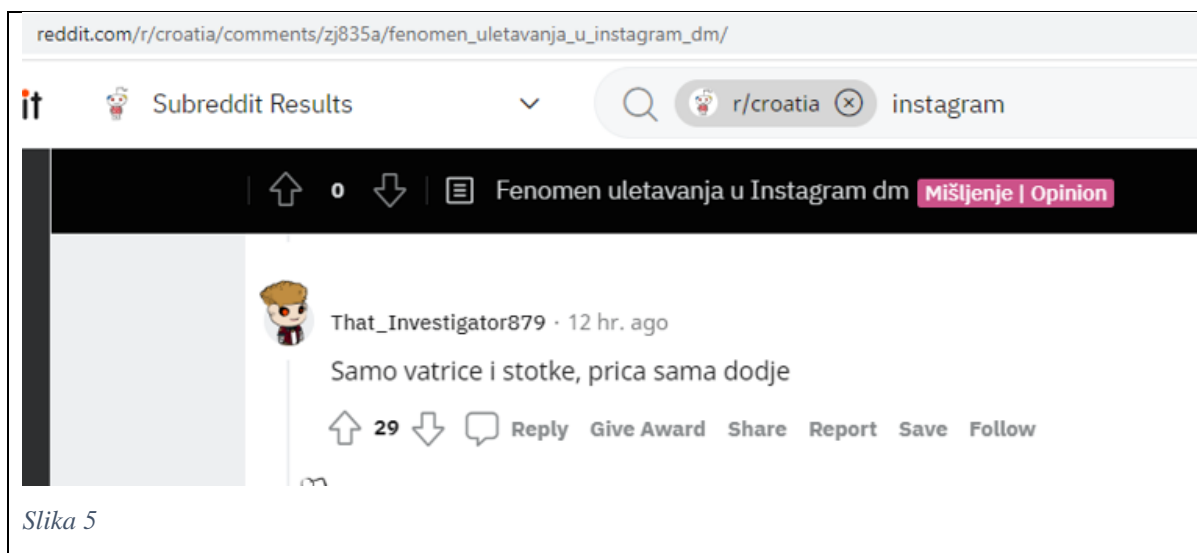 reddit.com/r/croatia/comments/zj835a/fenomen_uletavanja_u_instagram_dm/
it Subreddit Results r/croatia instagram
0 Fenomen uletavanja u Instagram dm Mišljenje | Opinion
That_Investigator879 · 12 hr. ago
Samo vatrice i stotke, prica sama dodje
29 Reply Give Award Share Report Save Follow
Slika 5